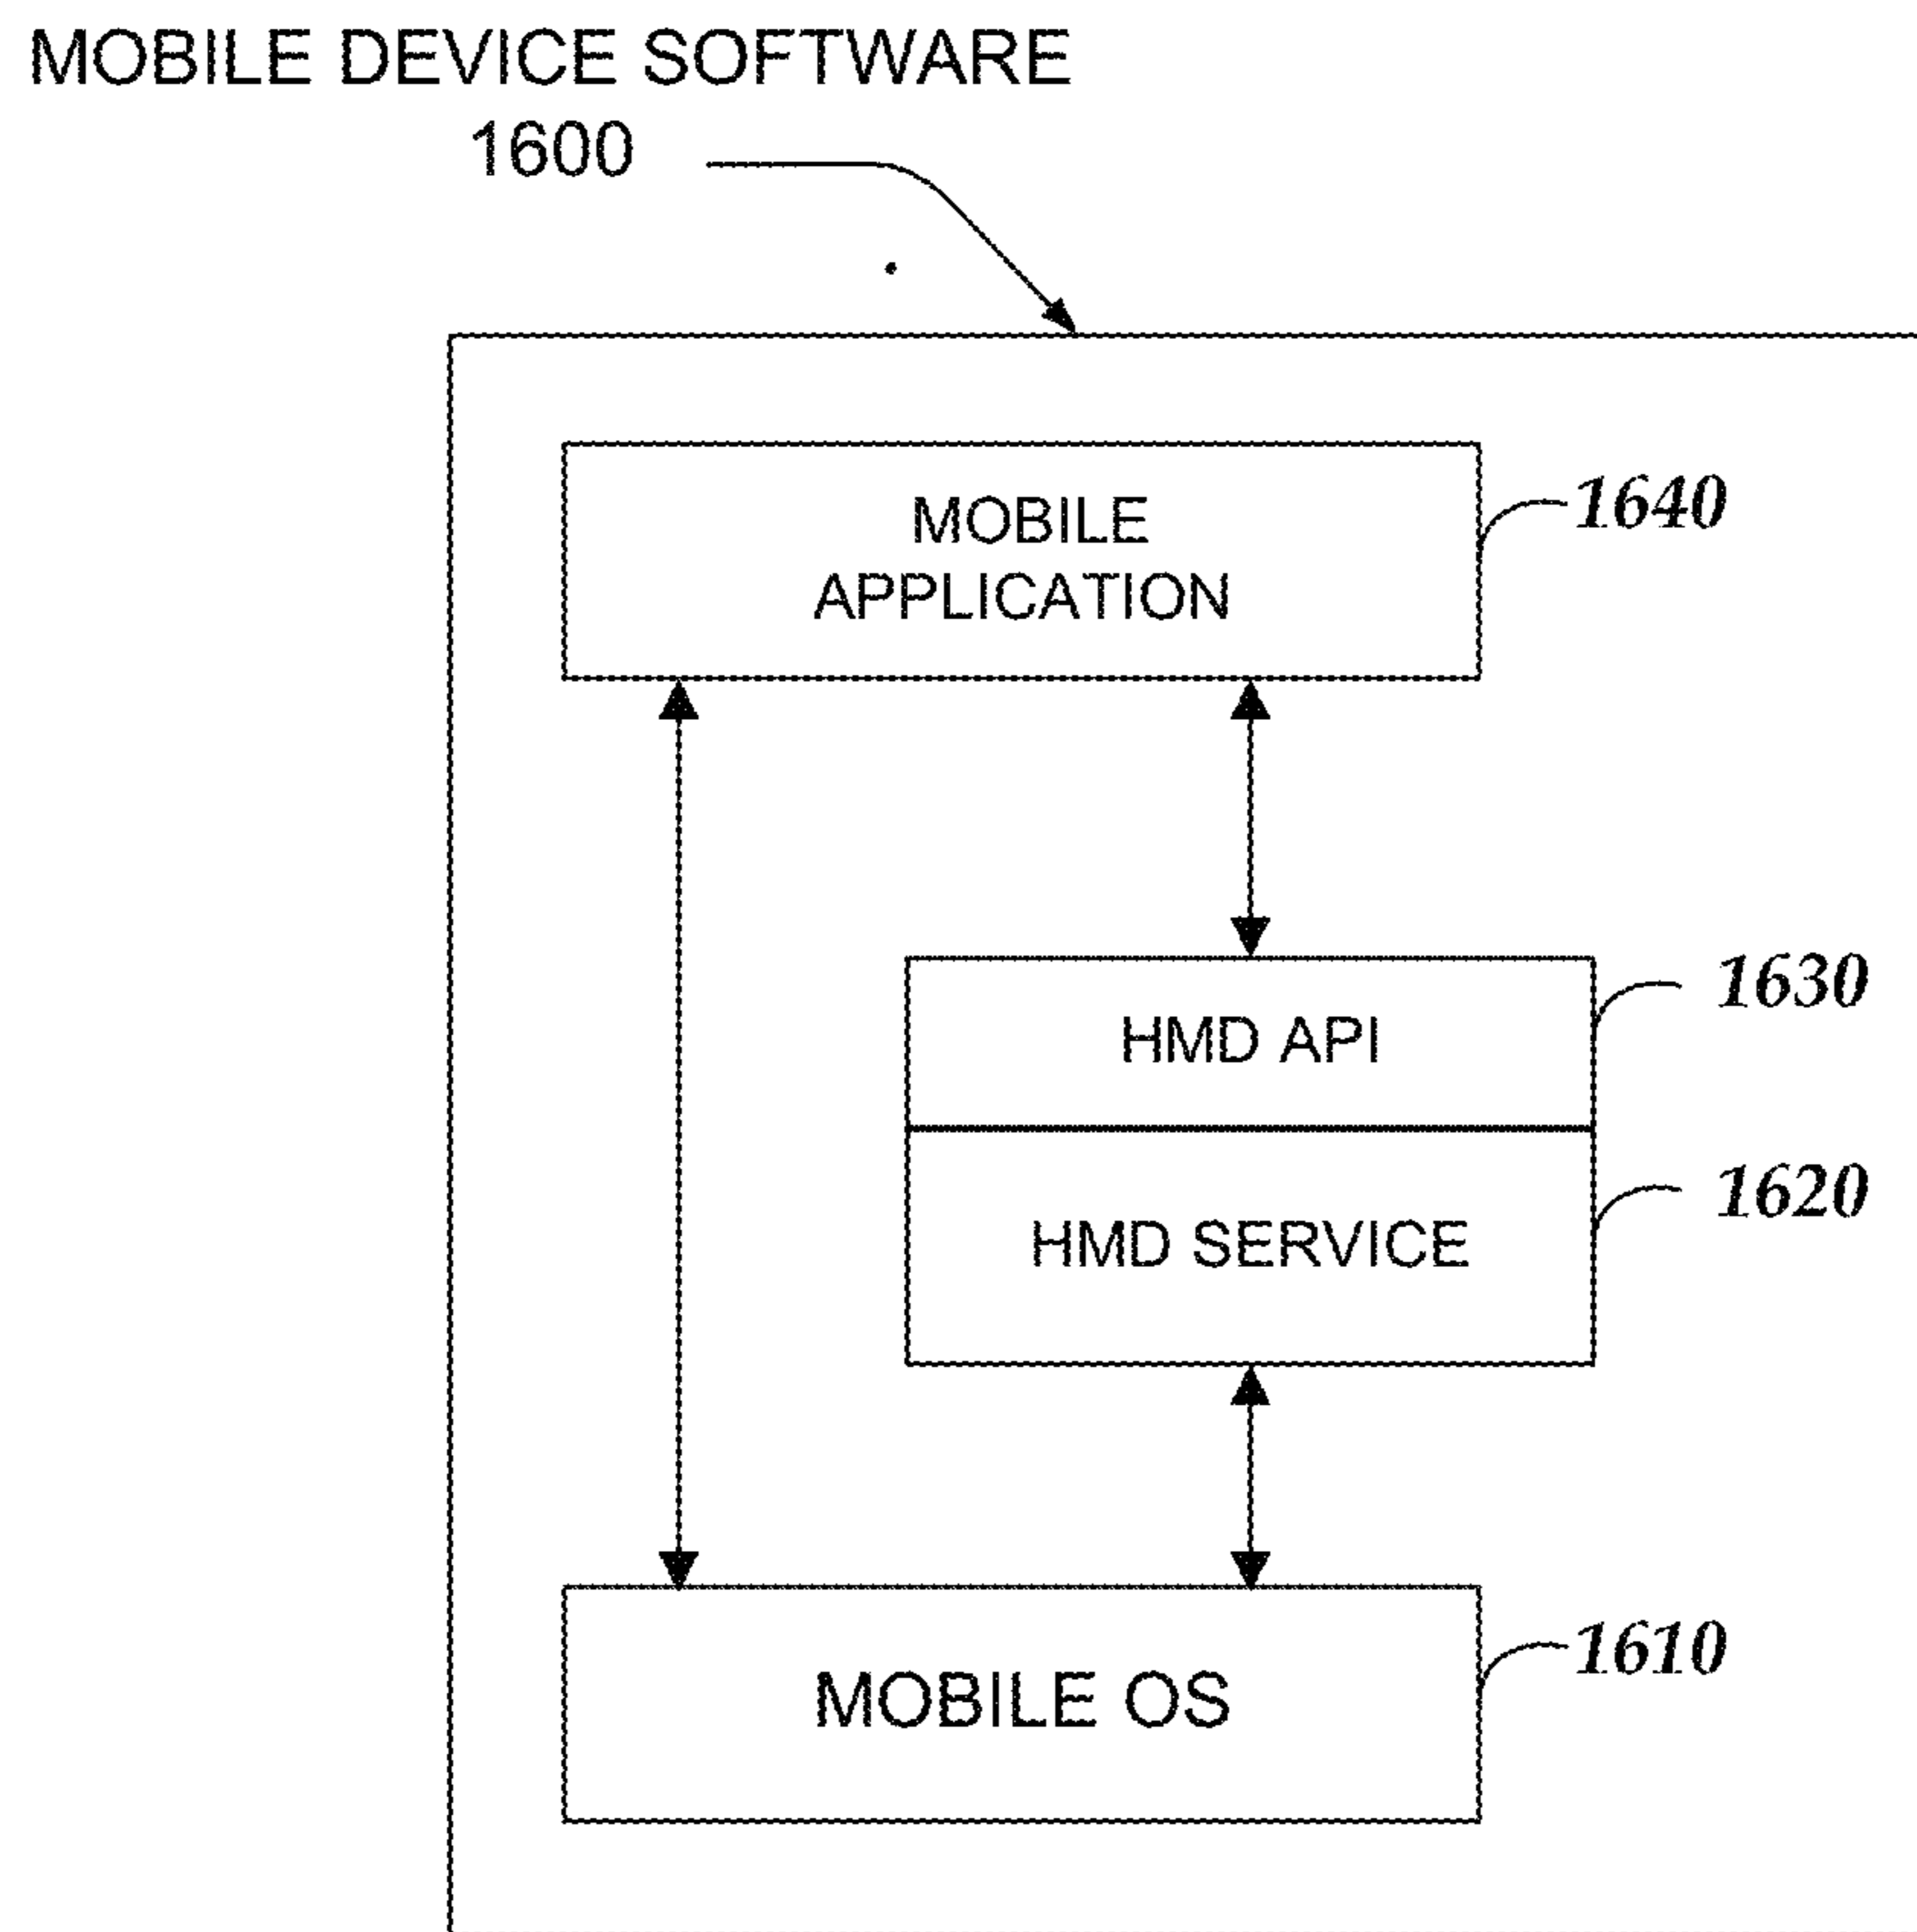 MOBILE DEVICE SOFTWARE
1600
MOBILE
APPLICATION
1640
HMD API
1630
HMD SERVICE
1620
MOBILE OS
1610